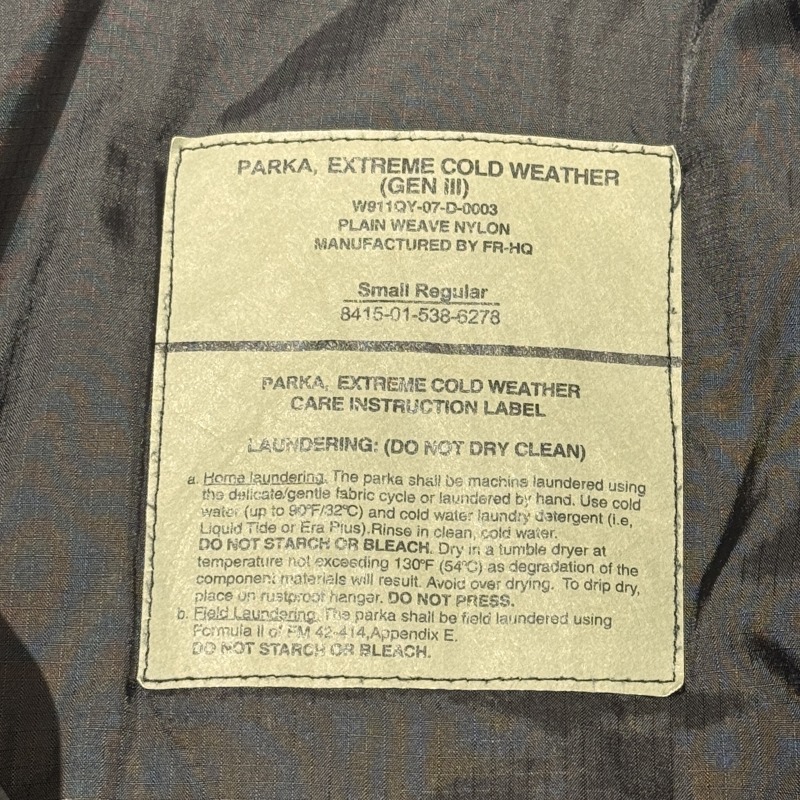 PARKA, EXTREME COLD WEATHER
(GEN III)
W911QY-07-D-0003
PLAIN WEAVE NYLON
MANUFACTURED BY FR-HQ
Small Regular
8415-01-538-6278
PARKA, EXTREME COLD WEATHER
CARE INSTRUCTION LABEL
LAUNDERING: (DO NOT DRY CLEAN)
a. Home laundering. The parka shall be machine laundered using
the delicate/gentle fabric cycle or laundered by hand. Use cold
water (up to 90°F/32°C) and cold water laundry detergent (i.e,
Liquid Tide or Era Plus).Rinse in clean, cold water.
DO NOT STARCH OR BLEACH. Dry in a tumble dryer at
temperature not exceeding 130°F (54°C) as degradation of the
component materials will result. Avoid over drying. To drip dry,
place on rustproof hanger. DO NOT PRESS.
b. Field Laundering. The parka shall be field laundered using
Formula II of FM 42-414,Appendix E.
DO NOT STARCH OR BLEACH.